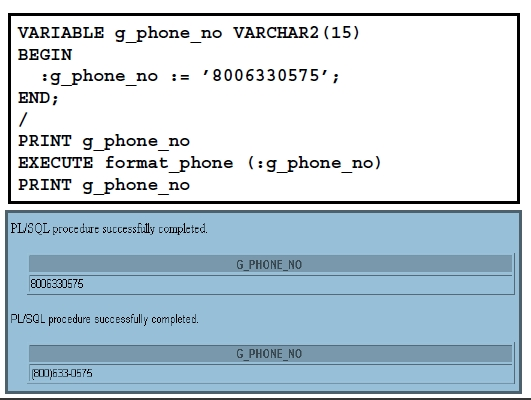 VARIABLE g_phone_no VARCHAR2(15)
BEGIN
:g_phone_no := ’8006330575’;
END;
/
PRINT g_phone_no
EXECUTE format_phone (:g_phone_no)
PRINT g_phone_no
PL/SQL procedure successfully completed.
G_PHONE_NO
8006330575
PL/SQL procedure successfully completed.
G_PHONE_NO
(800)633-0575